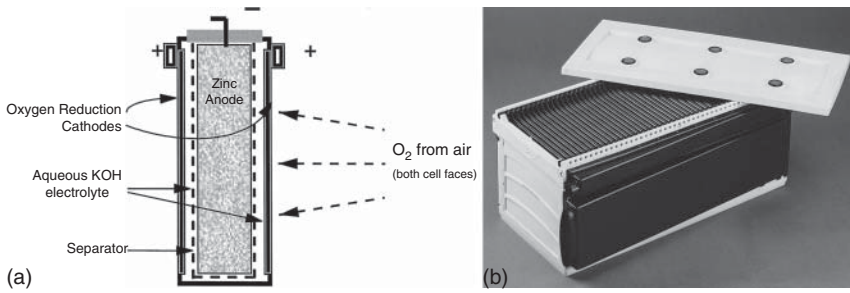 +
+
Zinc
Anode
Oxygen Reduction
Cathodes
O₂ from air
(both cell faces)
Aqueous KOH
electrolyte
Separator
(a)
(b)